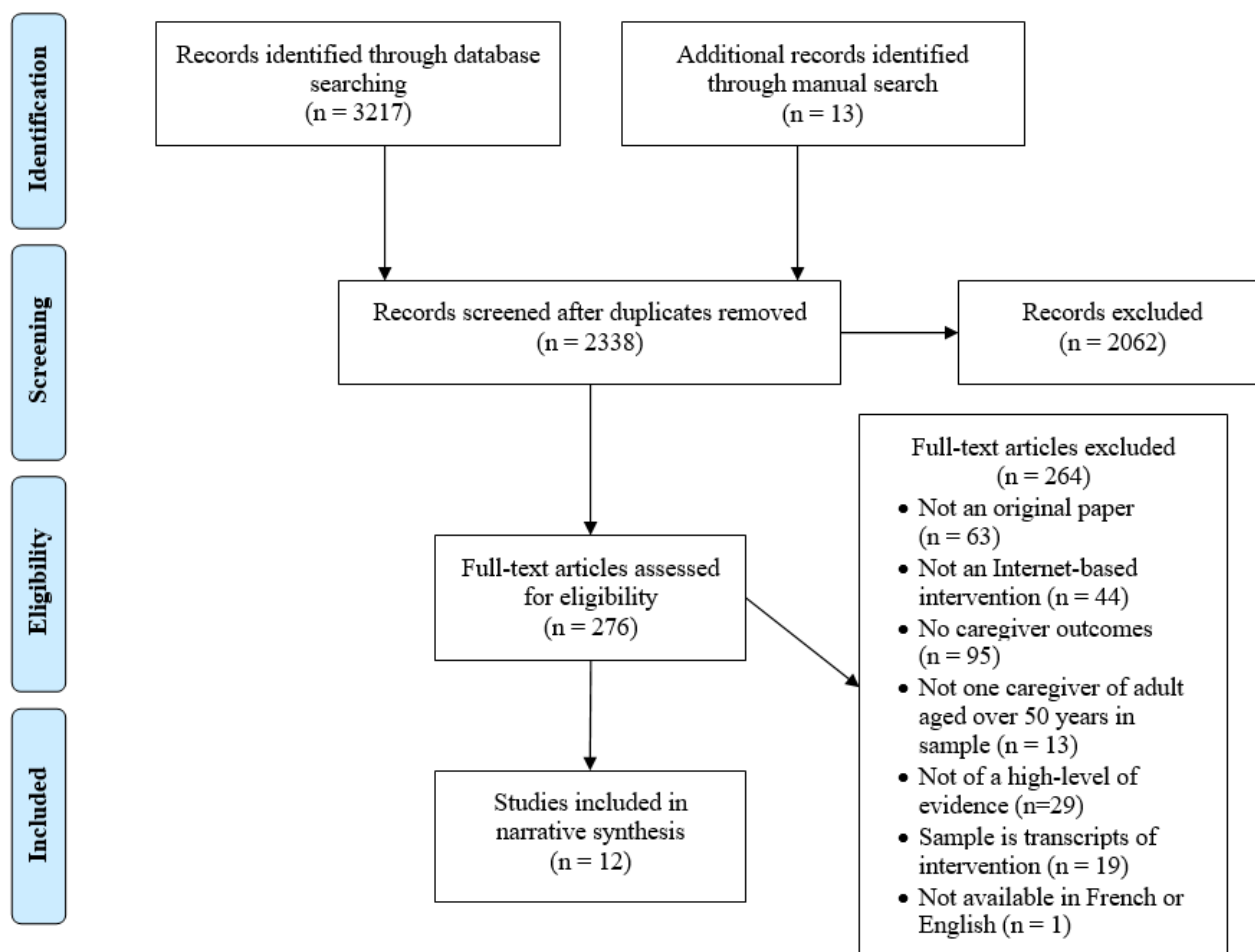 Identification
Records identified through database
searching
(n = 3217)
Additional records identified
through manual search
(n = 13)
Screening
Records screened after duplicates removed
(n = 2338)
Records excluded
(n = 2062)
Eligibility
Full-text articles assessed
for eligibility
(n = 276)
Full-text articles excluded
(n = 264)
• Not an original paper
(n = 63)
• Not an Internet-based
intervention (n = 44)
• No caregiver outcomes
(n = 95)
• Not one caregiver of adult
aged over 50 years in
sample (n = 13)
• Not of a high-level of
evidence (n=29)
• Sample is transcripts of
intervention (n = 19)
• Not available in French or
English (n = 1)
Included
Studies included in
narrative synthesis
(n = 12)